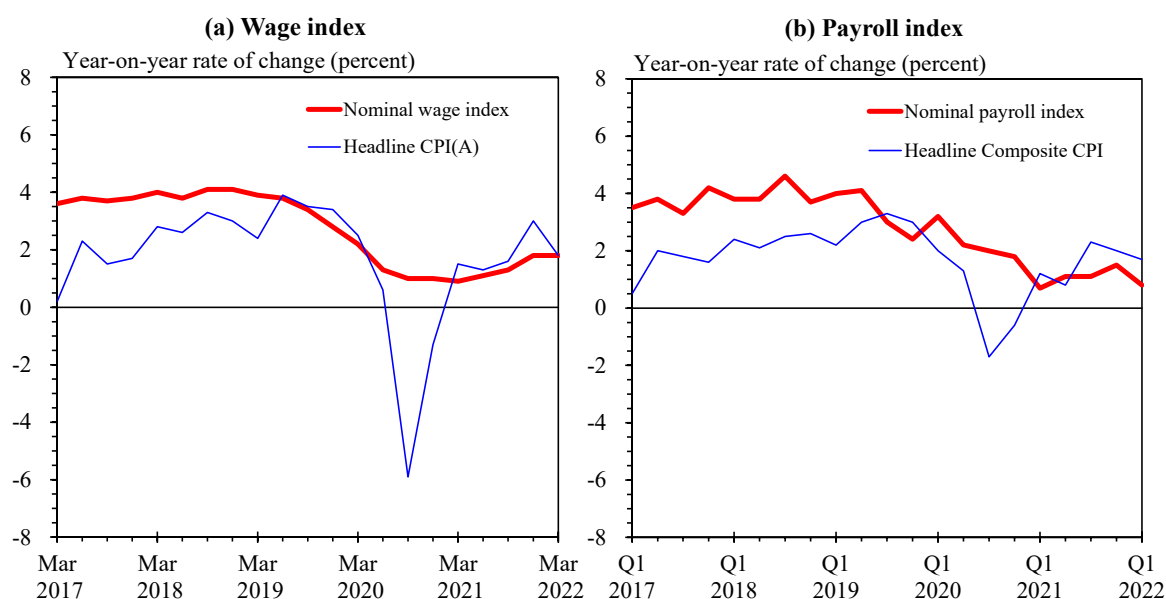 (a) Wage index
Year-on-year rate of change (percent)
8
6
4
2
0
-2
-4
-6
-8
Nominal wage index
Headline CPI(A)
Mar 2017
Mar 2018
Mar 2019
Mar 2020
Mar 2021
Mar 2022
(b) Payroll index
Year-on-year rate of change (percent)
8
6
4
2
0
-2
-4
-6
-8
Nominal payroll index
Headline Composite CPI
Q1 2017
Q1 2018
Q1 2019
Q1 2020
Q1 2021
Q1 2022